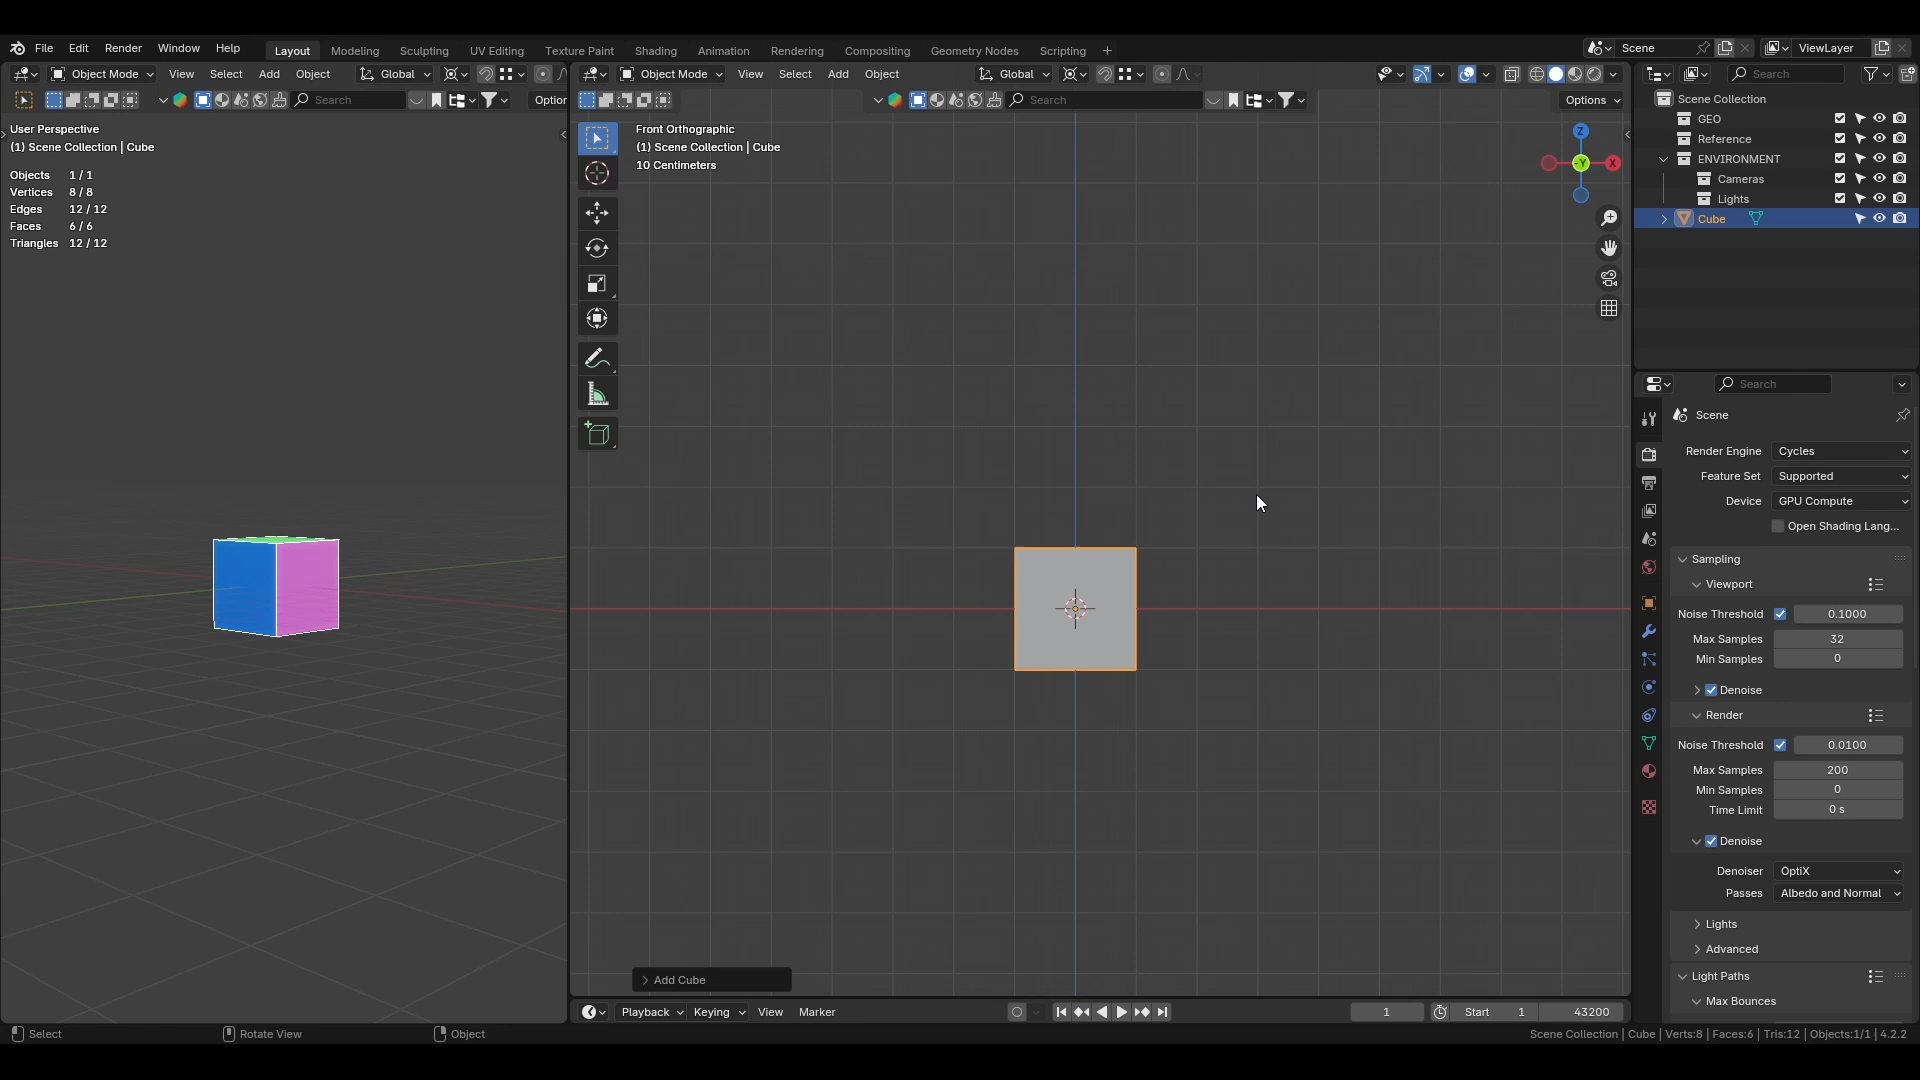 File Edit Render Window Help Layout Modeling Sculpting UV Editing Texture Paint Shading Animation Rendering Compositing Geometry Nodes Scripting + Scene ViewLayer
Object Mode View Select Add Object Global Object Mode View Select Add Object Global Search
Search Optior Search Options
User Perspective
(1) Scene Collection | Cube
Objects 1 / 1
Vertices 8 / 8
Edges 12 / 12
Faces 6 / 6
Triangles 12 / 12
Front Orthographic
(1) Scene Collection | Cube
10 Centimeters
Z
-Y
X
Add Cube
Playback Keying View Marker 1 Start 1 43200
Scene Collection
GEO
Reference
ENVIRONMENT
Cameras
Lights
Cube
Search
Scene
Render Engine Cycles
Feature Set Supported
Device GPU Compute
Open Shading Lang...
Sampling
Viewport
Noise Threshold 0.1000
Max Samples 32
Min Samples 0
Denoise
Render
Noise Threshold 0.0100
Max Samples 200
Min Samples 0
Time Limit 0 s
Denoise
Denoiser OptiX
Passes Albedo and Normal
Lights
Advanced
Light Paths
Max Bounces
Select Rotate View Object Scene Collection | Cube | Verts:8 | Faces:6 | Tris:12 | Objects:1/1 | 4.2.2